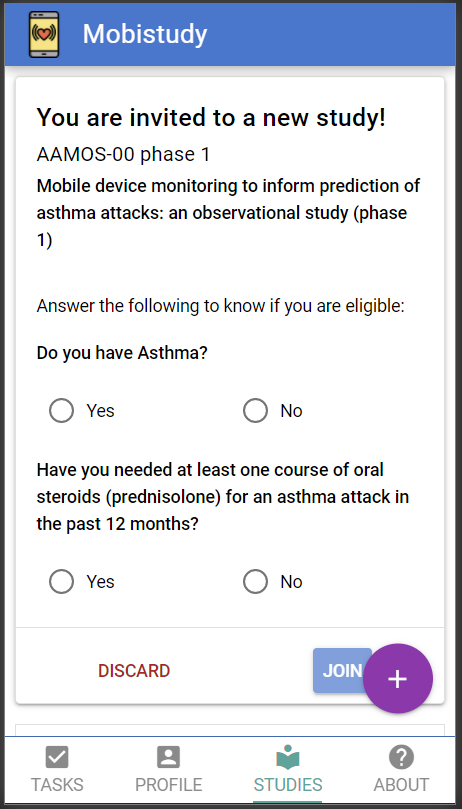 Mobistudy
You are invited to a new study!
AAMOS-00 phase 1
Mobile device monitoring to inform prediction of
asthma attacks: an observational study (phase
1)
Answer the following to know if you are eligible:
Do you have Asthma?
Yes No
Have you needed at least one course of oral
steroids (prednisolone) for an asthma attack in
the past 12 months?
Yes No
DISCARD JOIN +
TASKS PROFILE STUDIES ABOUT